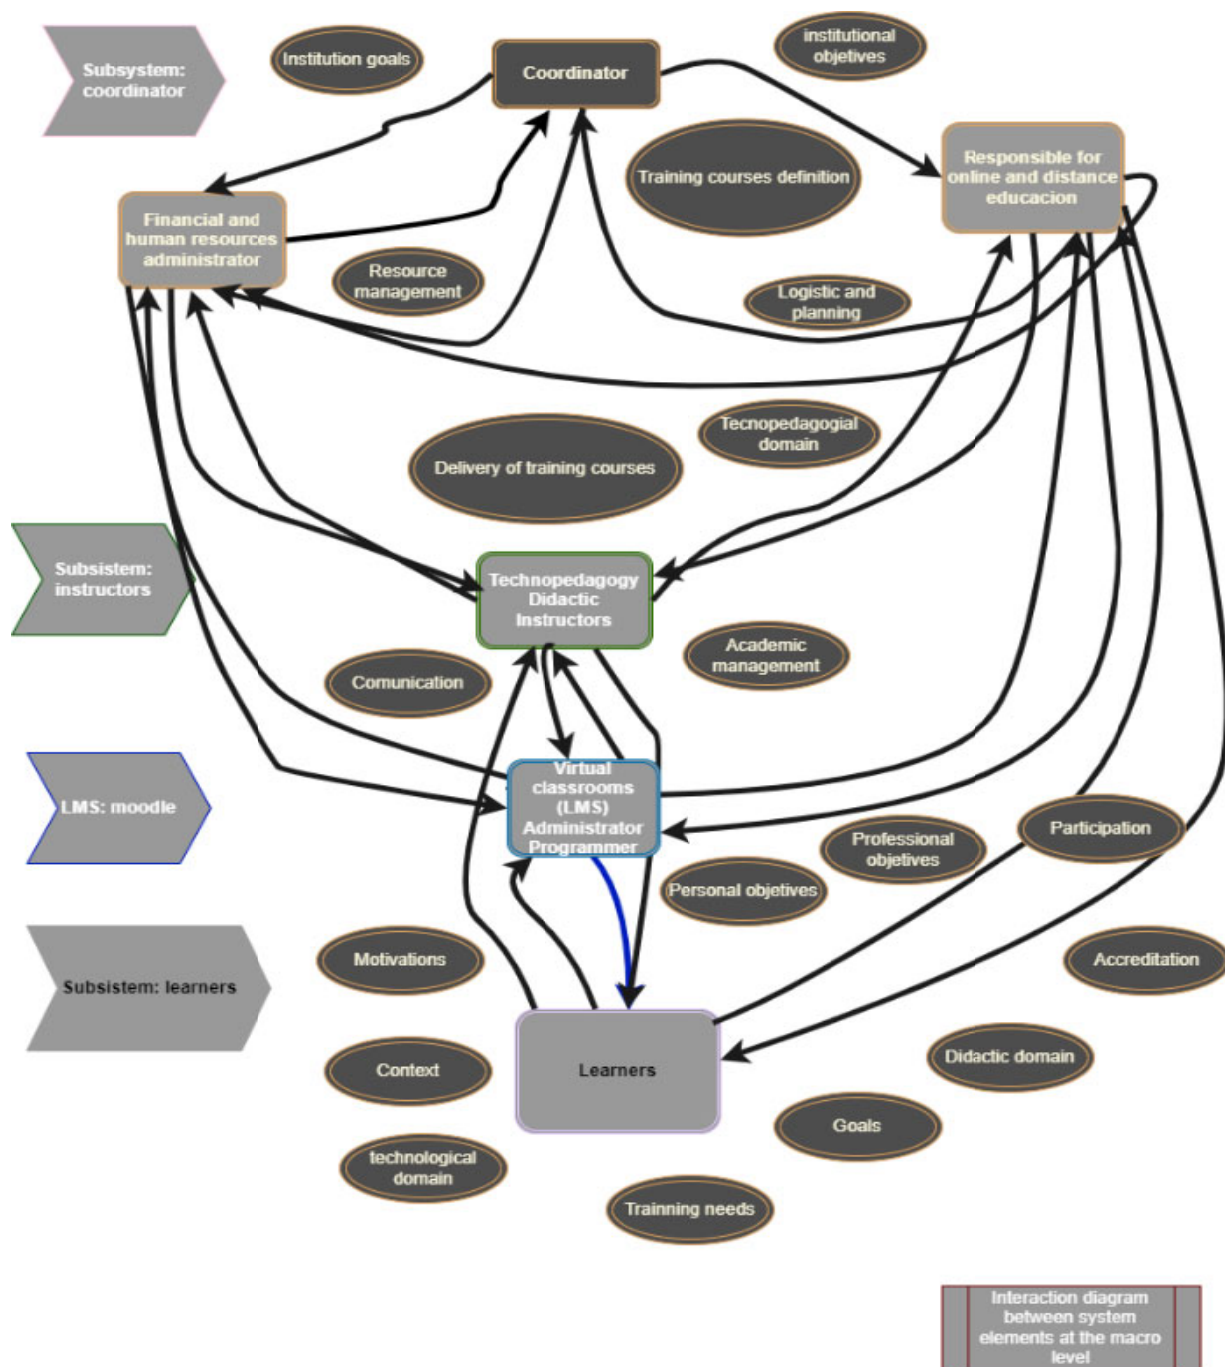 Institution goals
institutional
objetives
Subsystem:
coordinator
Coordinator
Training courses definition
Responsible for
online and distance
educacion
Financial and
human resources
administrator
Resource
management
Logistic and
planning
Tecnopedagogial
domain
Delivery of training courses
Subsistem:
instructors
Technopedagogy
Didactic
Instructors
Academic
management
Comunication
LMS: moodle
Virtual
classrooms
(LMS)
Administrator
Programmer
Professional
objetives
Participation
Personal objetives
Motivations
Accreditation
Subsistem: learners
Learners
Context
Didactic domain
Goals
technological
domain
Trainning needs
Interaction diagram
between system
elements at the macro
level